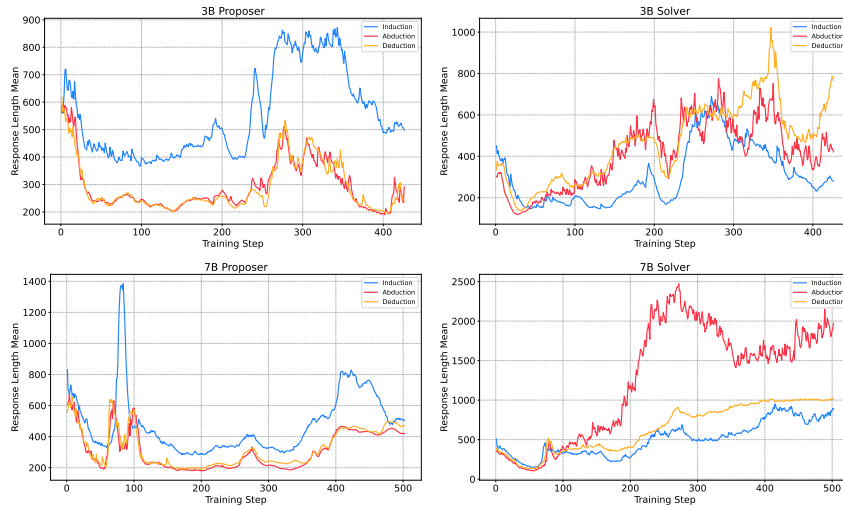 3B Proposer
Response Length Mean
900
800
700
600
500
400
300
200
0
100
200
300
400
Training Step
Induction
Abduction
Deduction
3B Solver
Response Length Mean
1000
800
600
400
200
0
100
200
300
400
Training Step
Induction
Abduction
Deduction
7B Proposer
Response Length Mean
1400
1200
1000
800
600
400
200
0
100
200
300
400
500
Training Step
Induction
Abduction
Deduction
7B Solver
Response Length Mean
2500
2000
1500
1000
500
0
0
100
200
300
400
500
Training Step
Induction
Abduction
Deduction